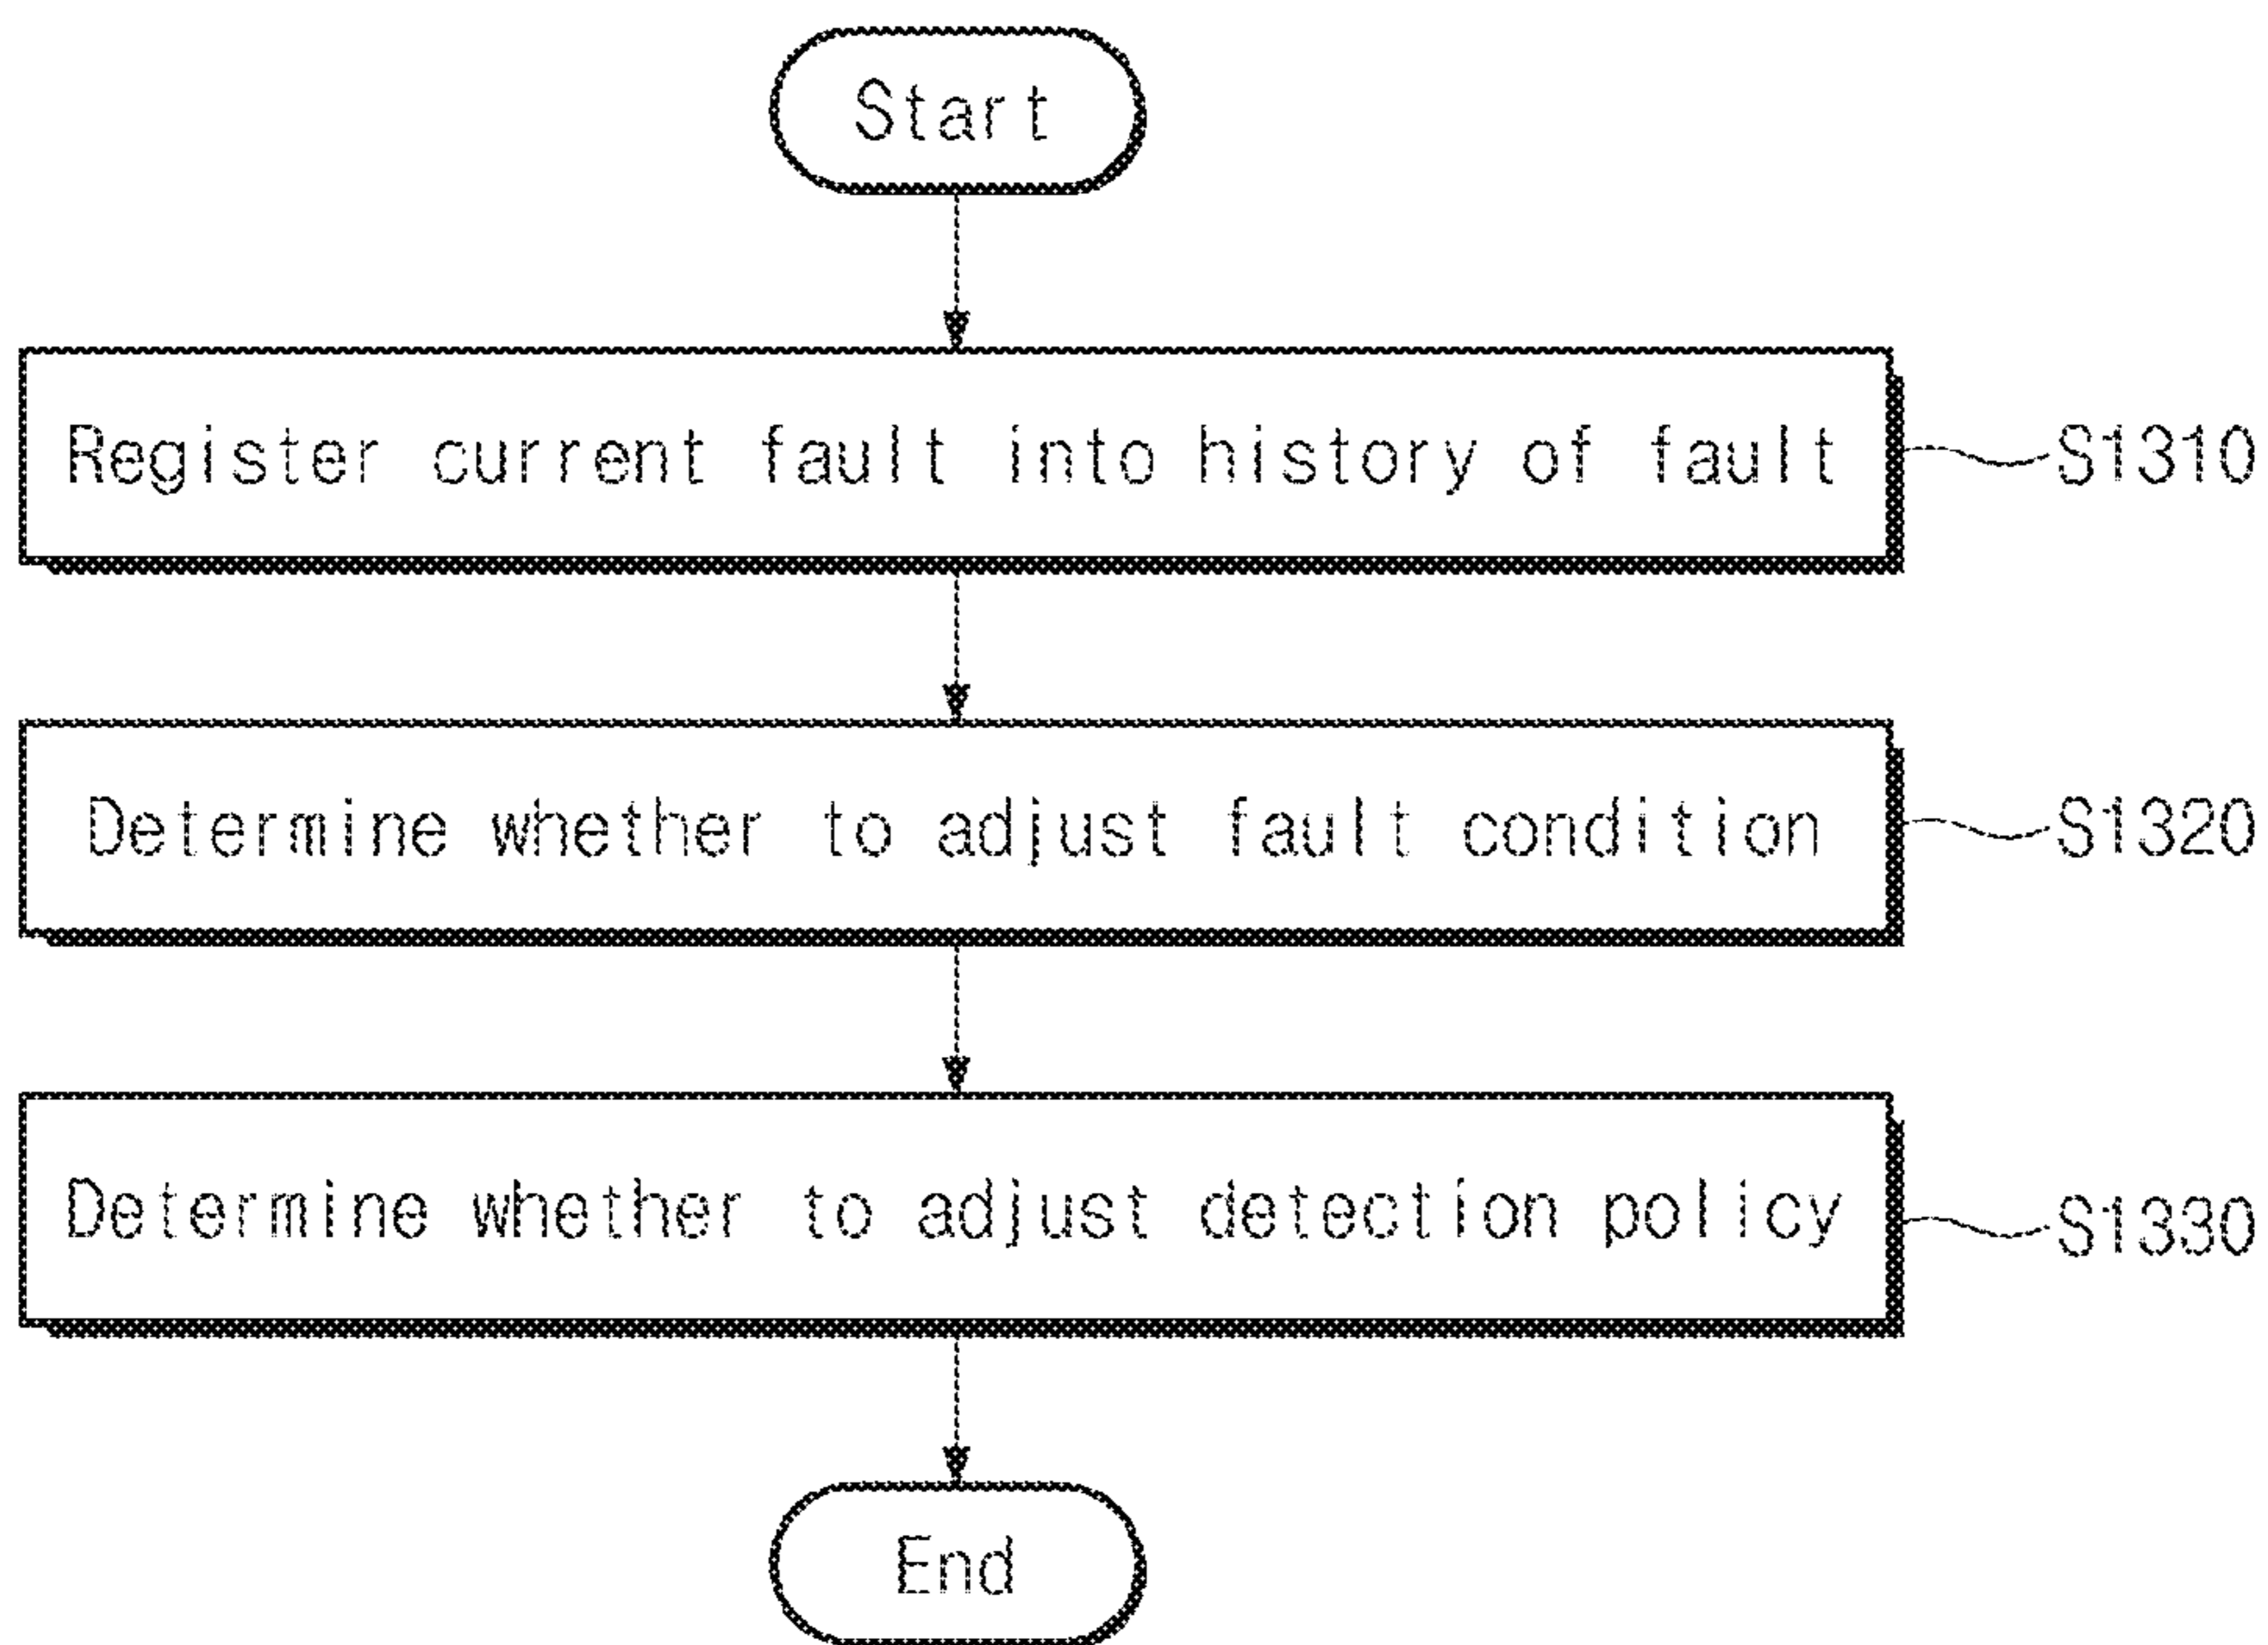 Start
Register current fault into history of fault
S1310
Determine whether to adjust fault condition
S1320
Determine whether to adjust detection policy
S1330
End